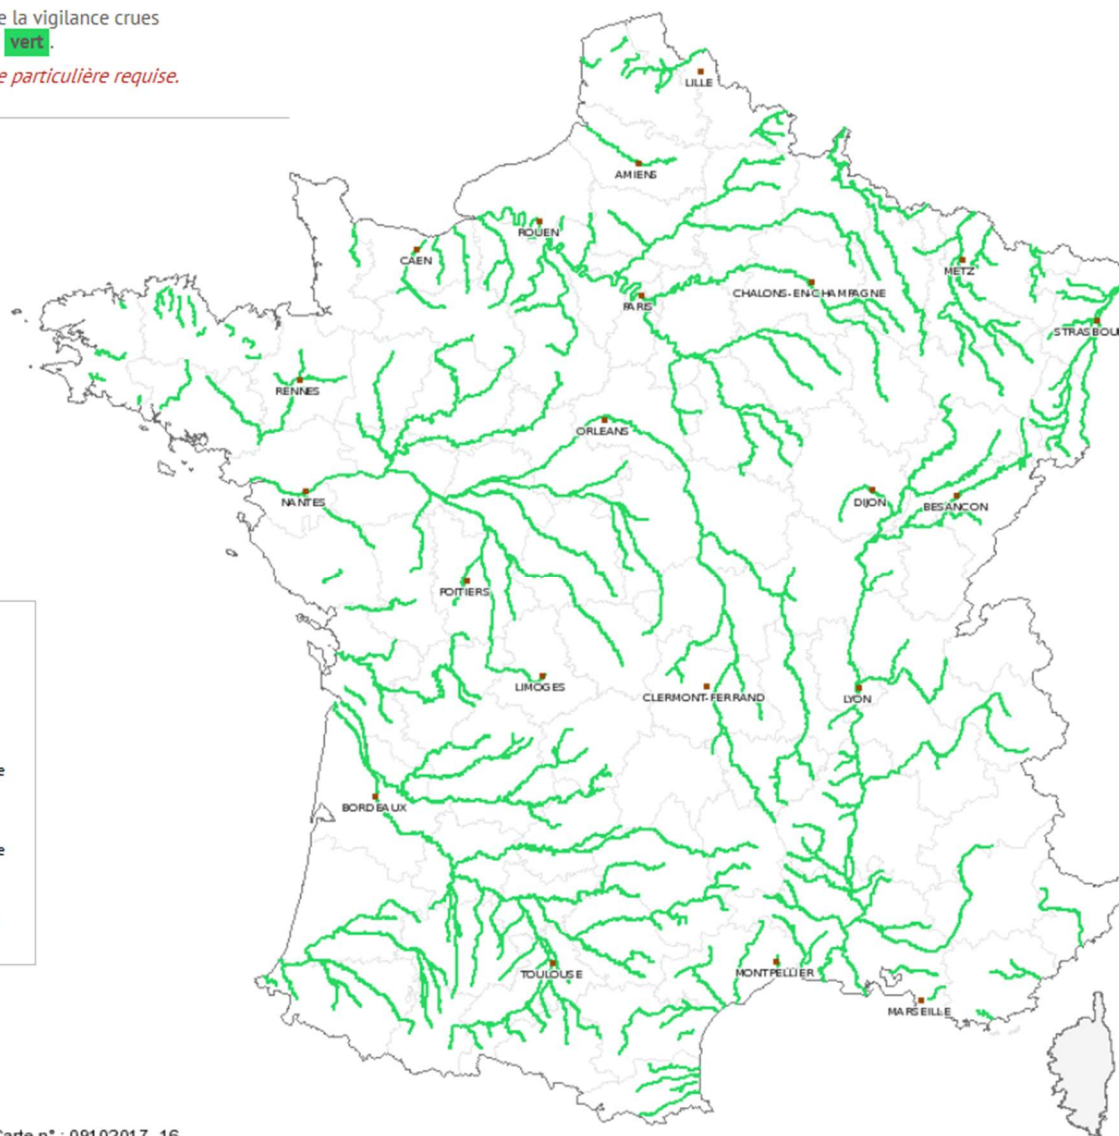 e la vigilance crues
vert.
e particulière requise.
LILLE
AMIENS
ROUEN
CAEN
METZ
PARIS
CHALONS-EN-CHAMPAGNE
STRASBOU
RENNES
ORLEANS
NANTES
DIJON
BESANCON
POITIERS
LIMOGES
CLERMONT-FERRAND
LYON
e
BORDEAUX
e
TOULOUSE
MONTPELLIER
MARSEILLE
Carte n° : 09102017_16